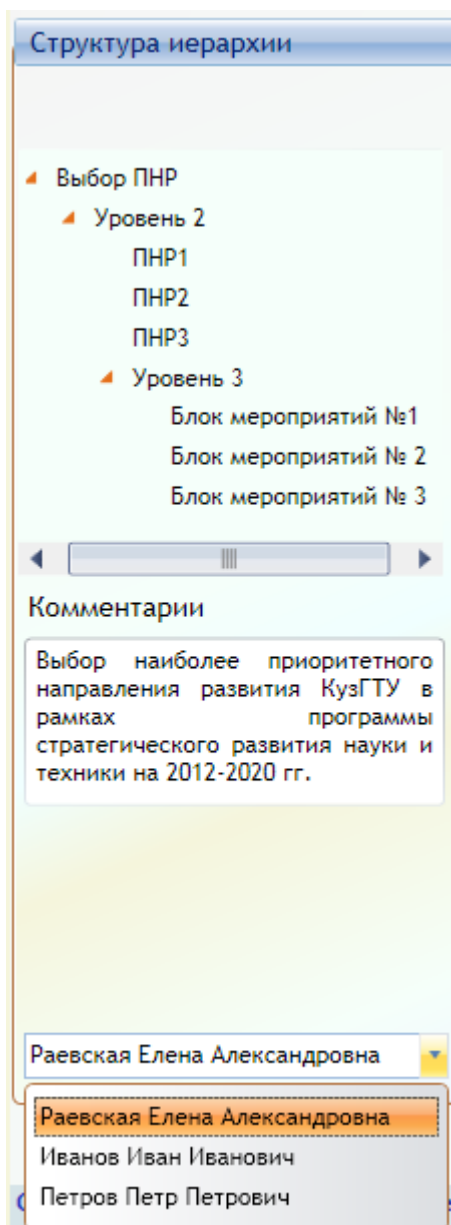 Структура иерархии
Выбор ПНР
Уровень 2
ПНР1
ПНР2
ПНР3
Уровень 3
Блок мероприятий №1
Блок мероприятий № 2
Блок мероприятий № 3
Комментарии
Выбор наиболее приоритетного
направления развития КузГТУ в
рамках программы
стратегического развития науки и
техники на 2012-2020 гг.
Раевская Елена Александровна
Раевская Елена Александровна
Иванов Иван Иванович
Петров Петр Петрович